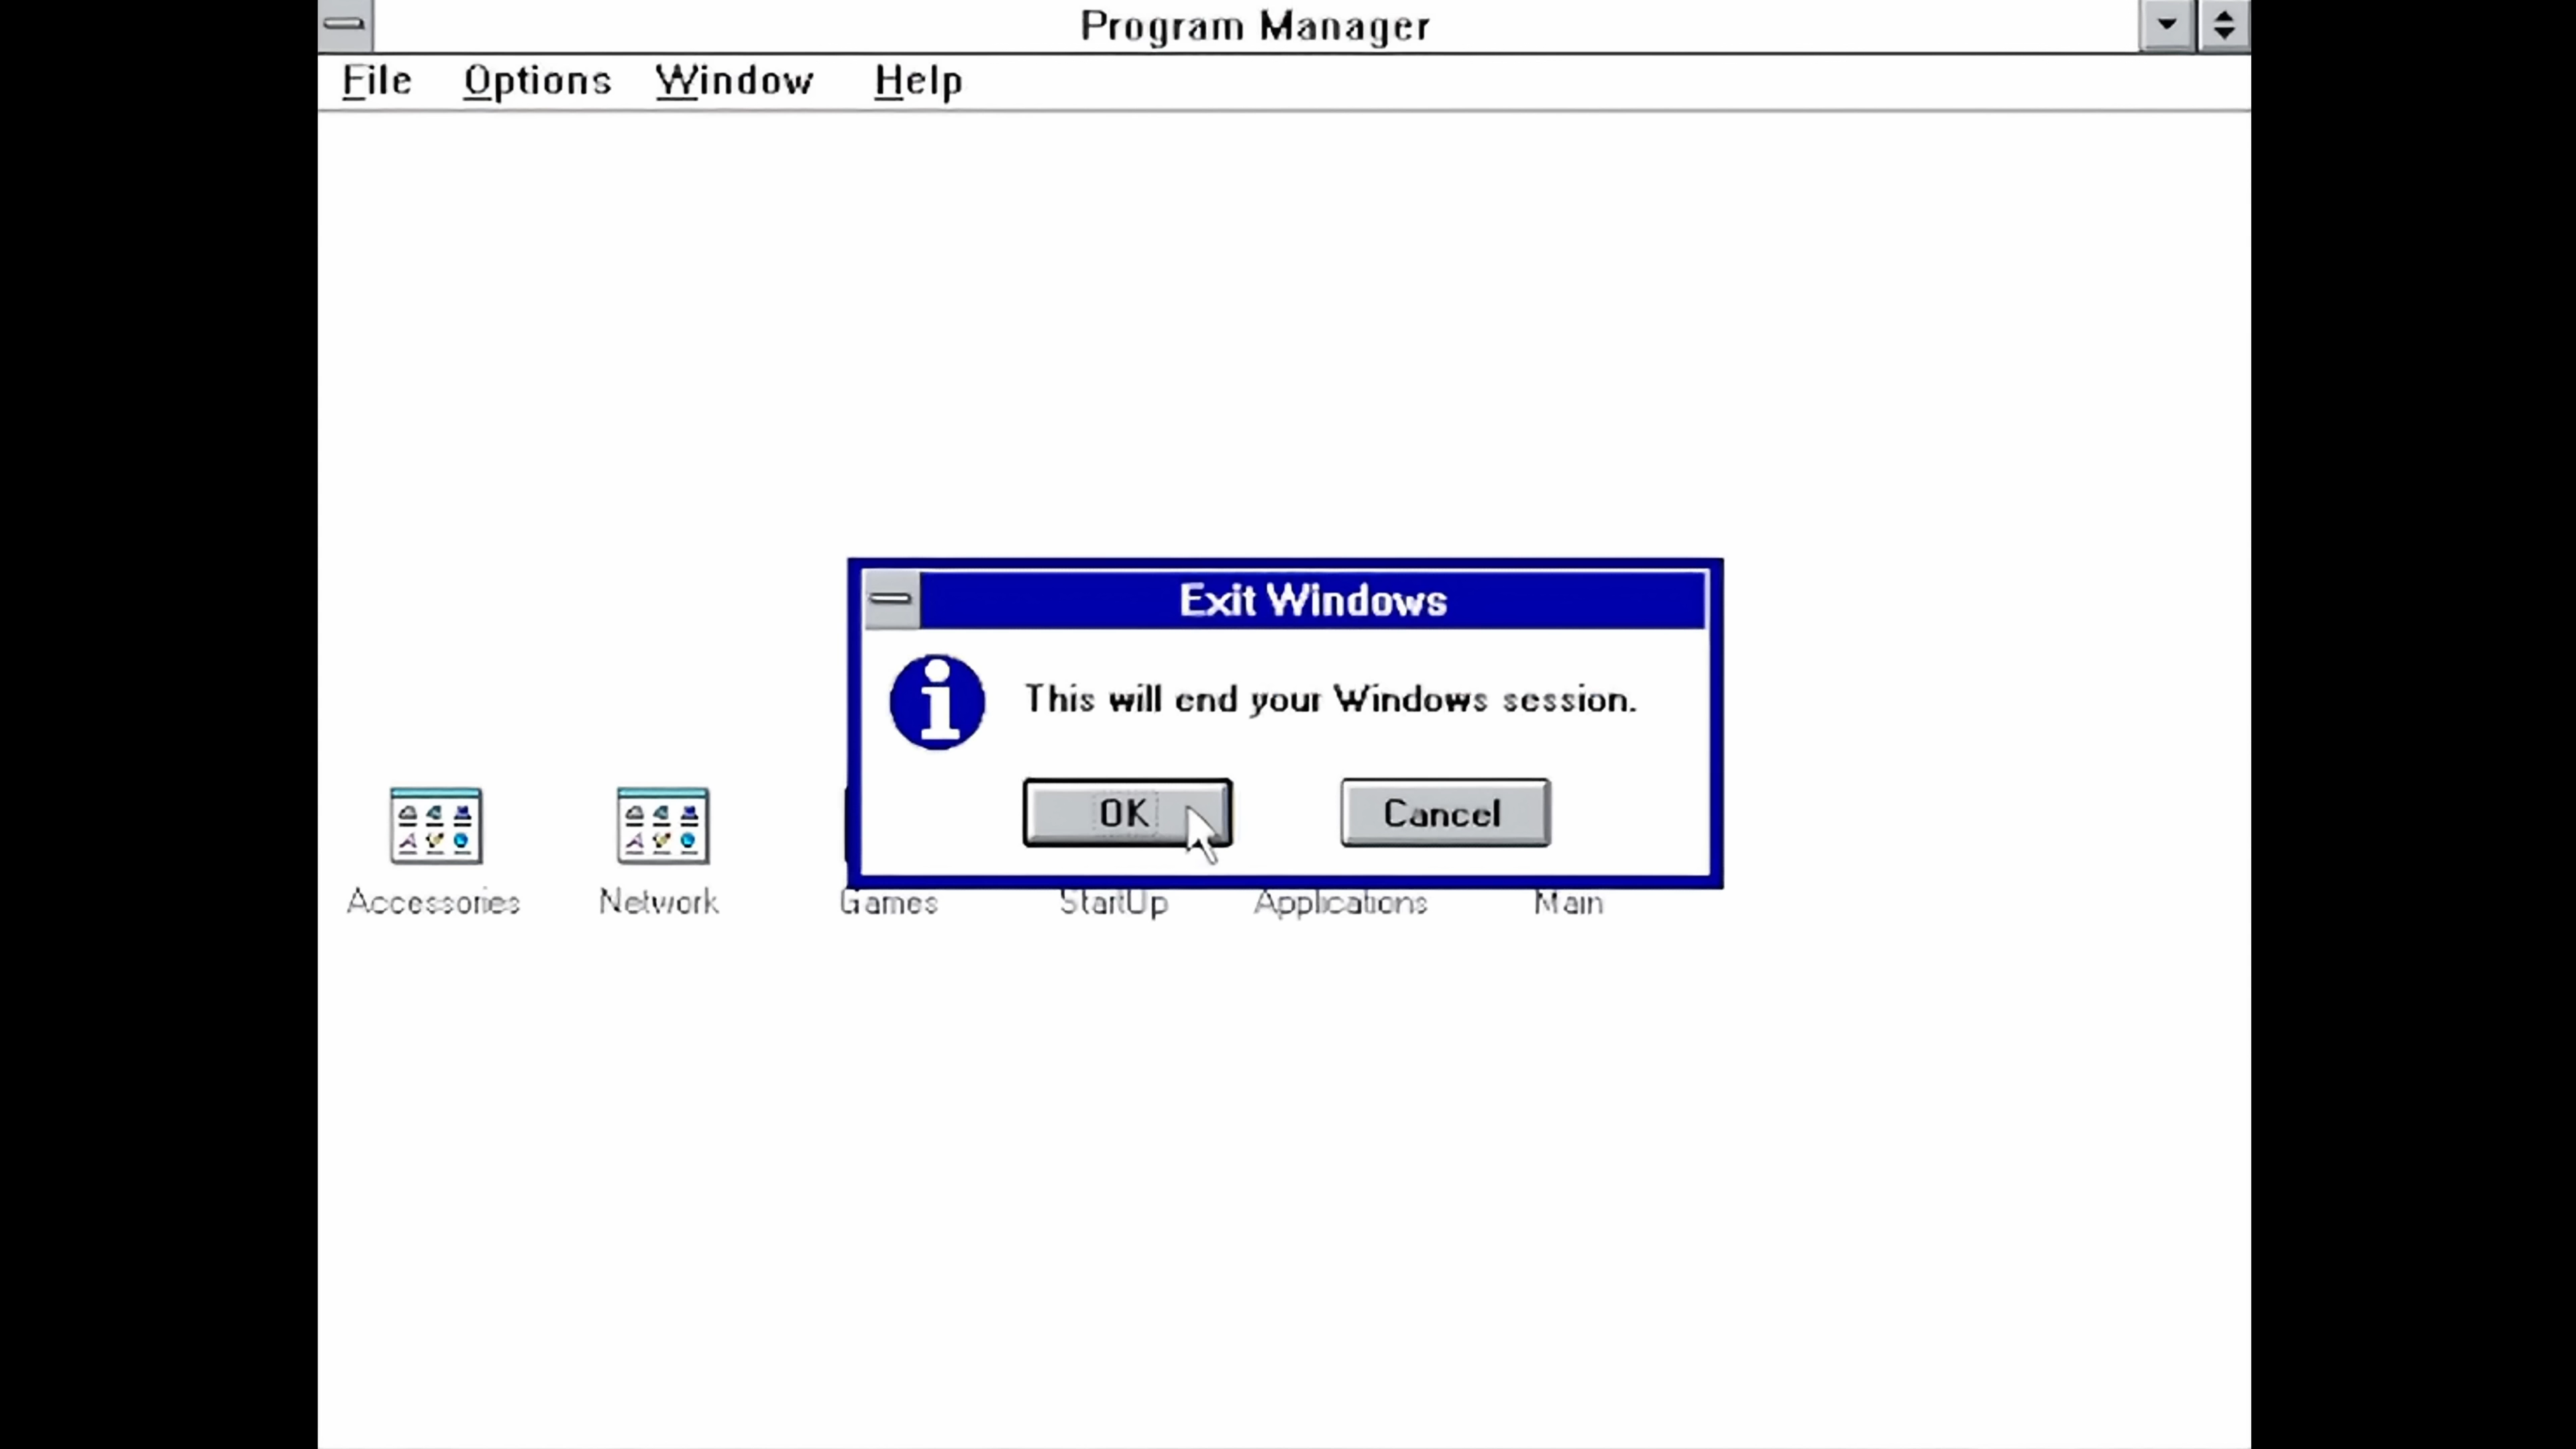 Program Manager
File Options Window Help
Exit Windows
This will end your Windows session.
OK Cancel
Accessories Network Games StartUp Applications Main